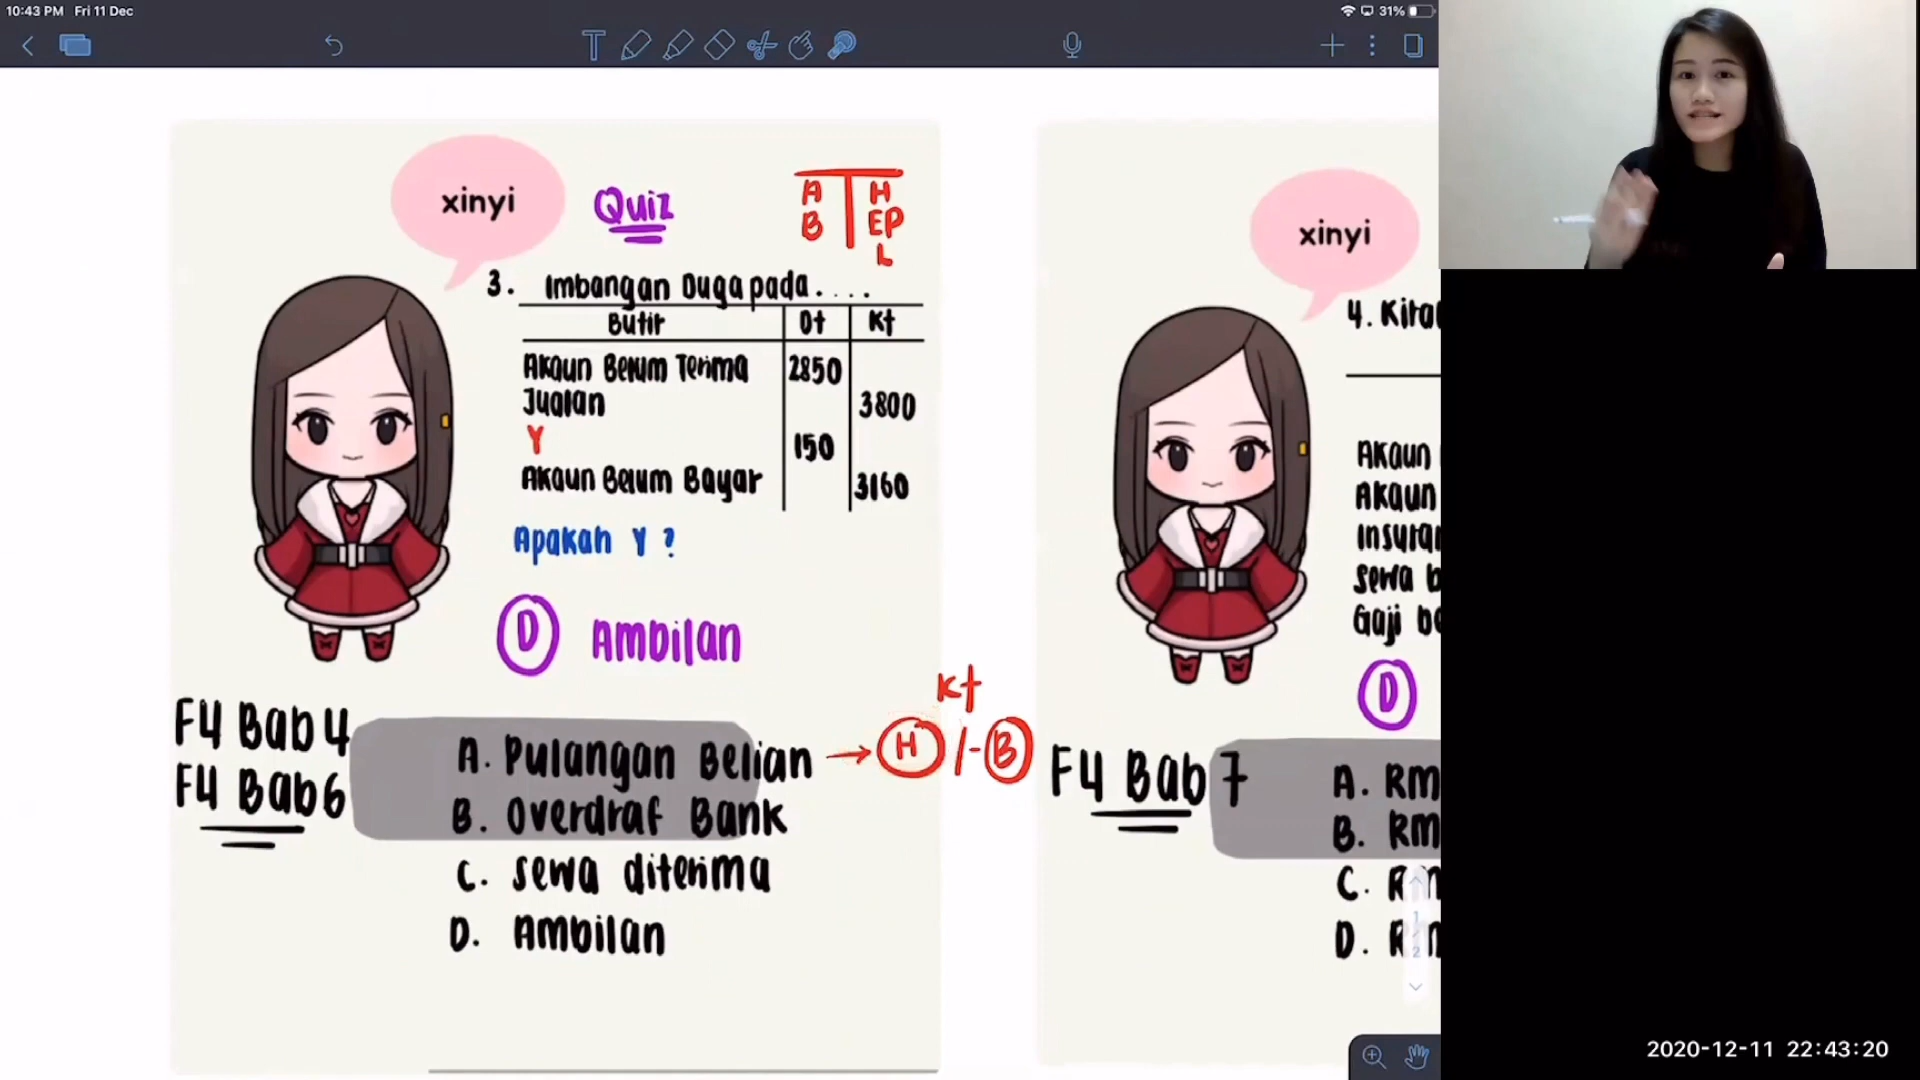 10:43 PM Fri 11 Dec
31%
xinyi
Quiz
A H
B EP
L
3. Imbangan Duga pada....
Butir Dt Kt
Akaun Belum Terima 2850
Jualan 3800
Y 150
Akaun Belum Bayar 3160
Apakah Y?
D Ambilan
F4 Bab 4
F4 Bab 6
Kt
A. Pulangan Belian → H /-B
B. Overdraf Bank
C. Sewa diterima
D. Ambilan
xinyi
4.
Akaun
Akaun
Sewa
Gaji
D
F4 Bab 7
A. RM
B. RM
C.
D.
1
2
2020-12-11 22:43:20